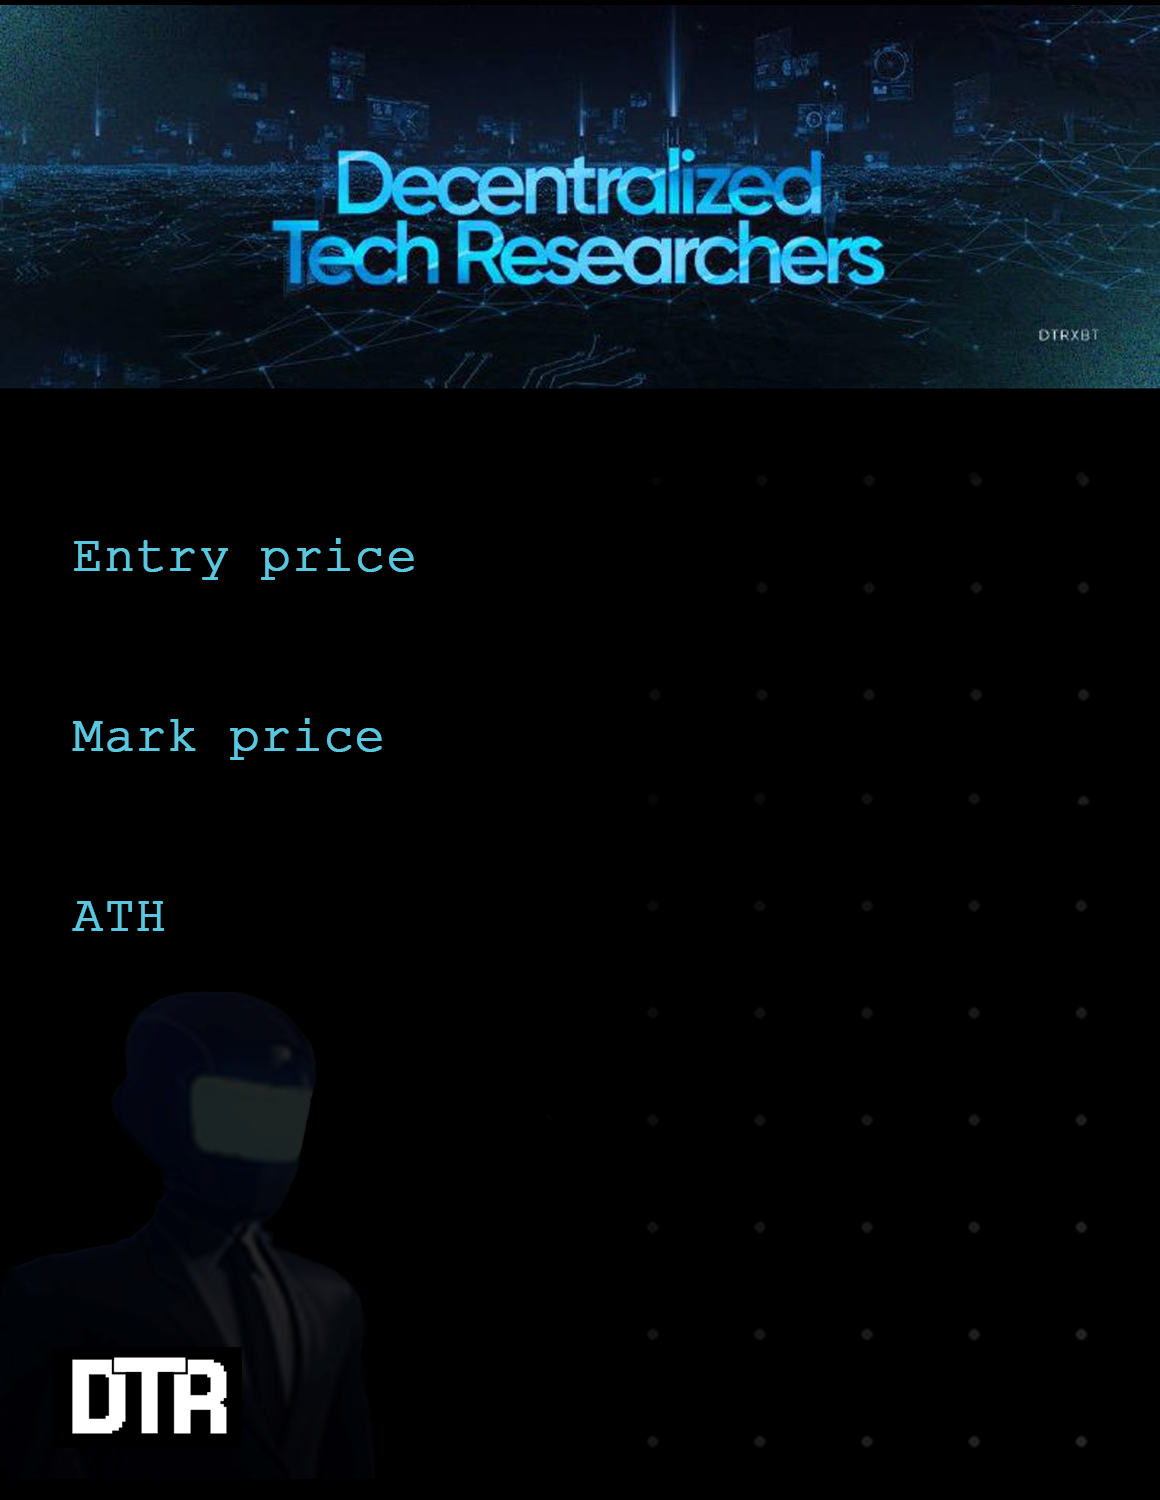 Decentralized
Tech Researchers
DTRXBT
Entry price
Mark price
ATH
DTR